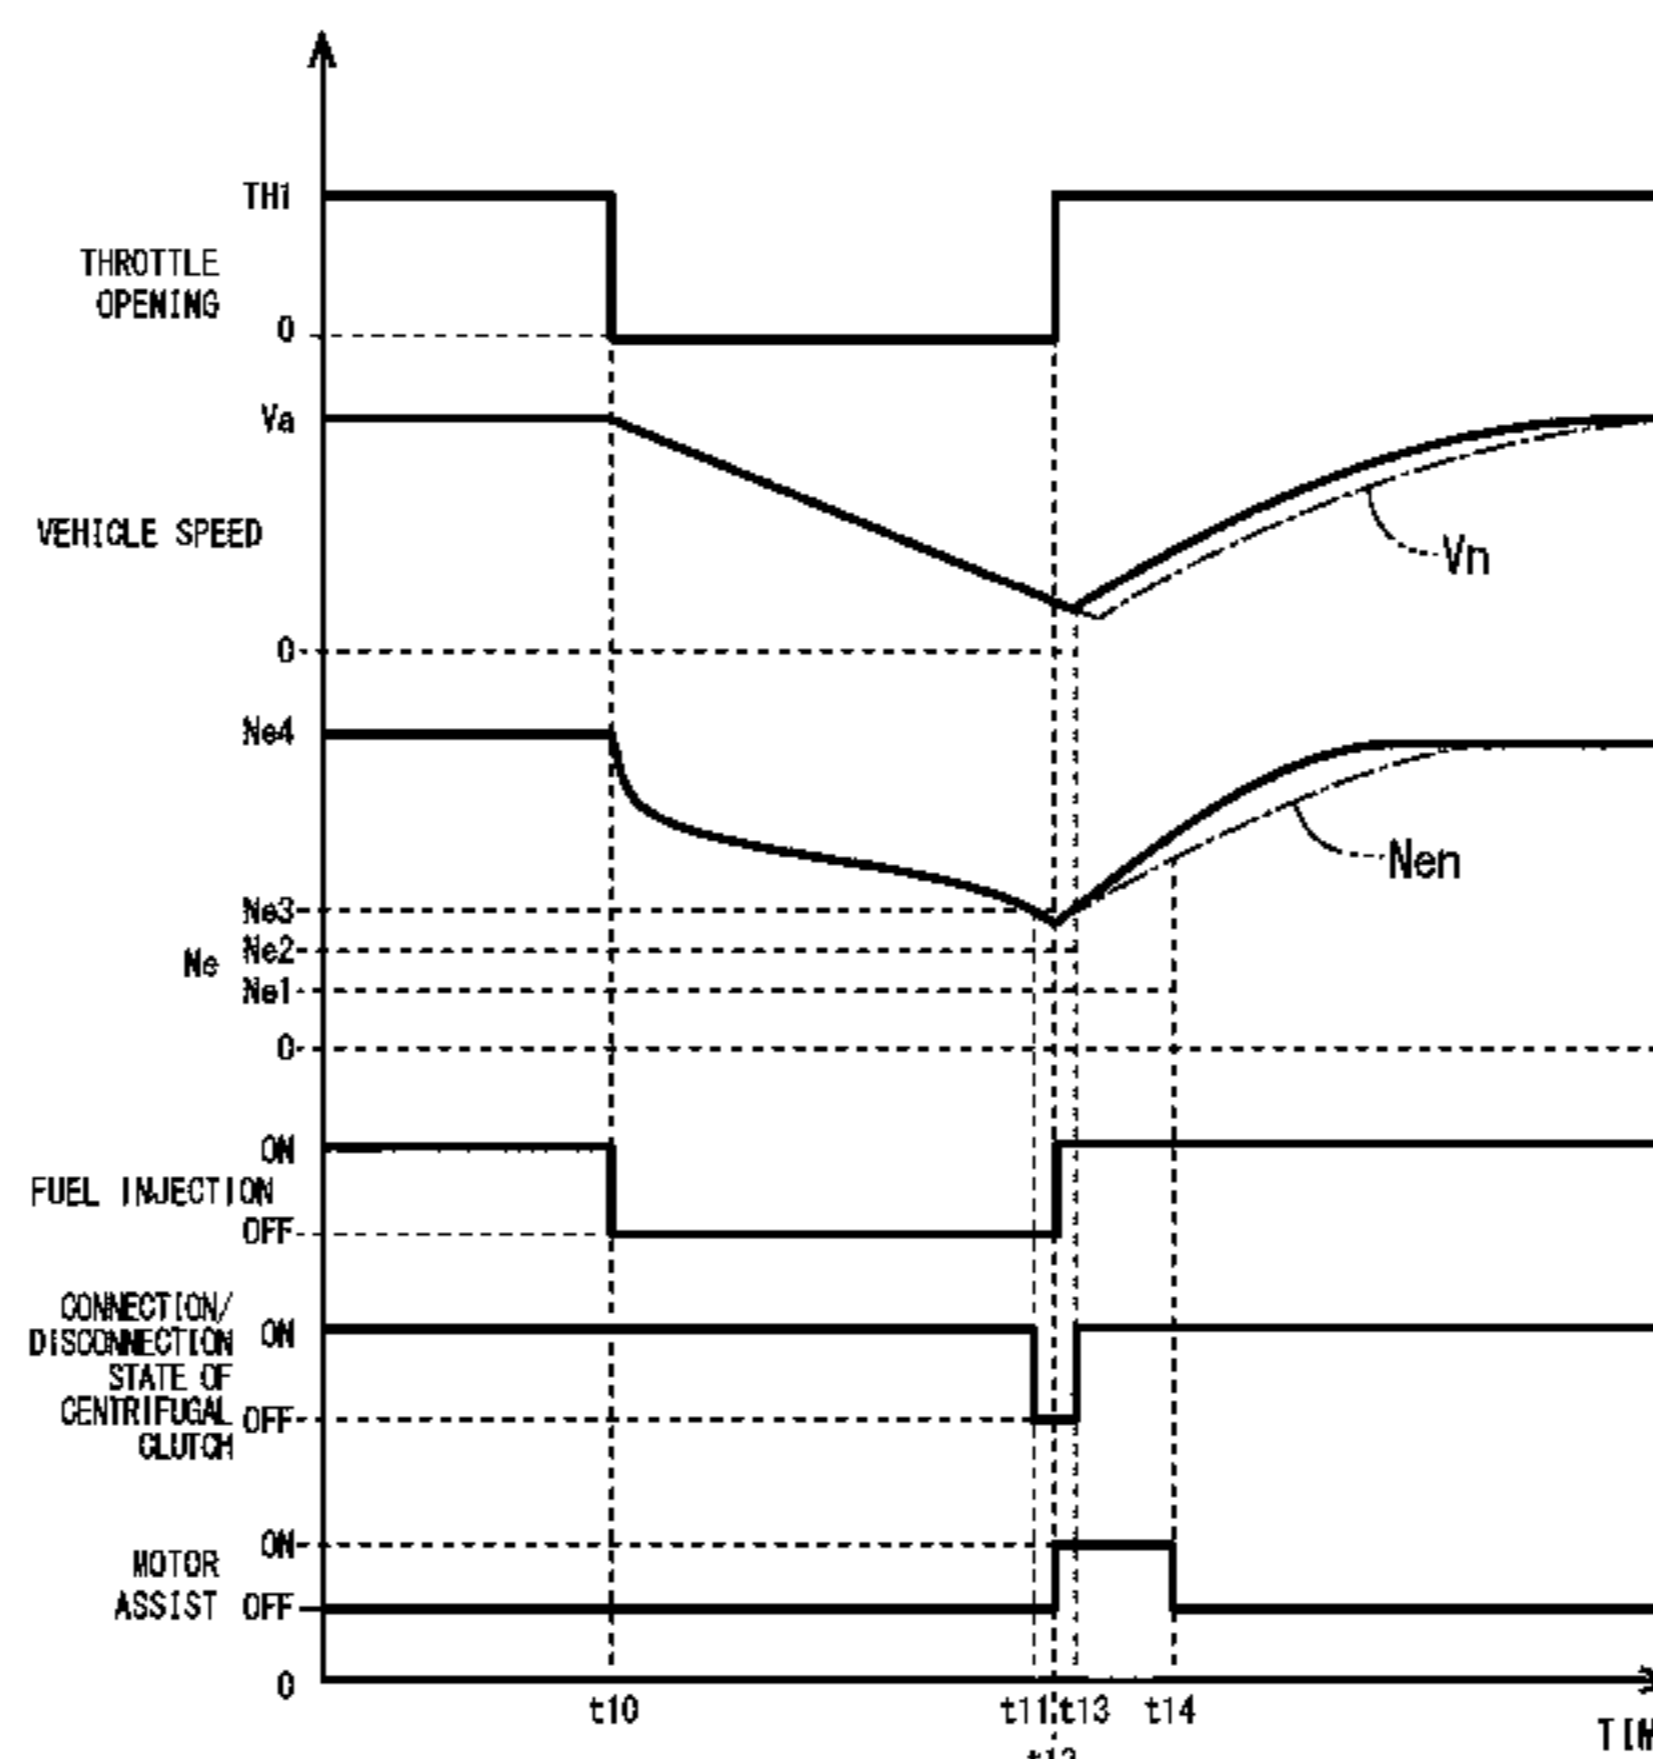 TH1
THROTTLE
OPENING
0
Va
VEHICLE SPEED
Vn
0
Ne4
Nen
Ne3
Ne2
Ne
Ne1
0
ON
FUEL INJECTION
OFF
CONNECTION/
DISCONNECTION
ON
STATE OF
CENTRIFUGAL
OFF
CLUTCH
ON
MOTOR
ASSIST OFF
0
t10
t11
t13
t14